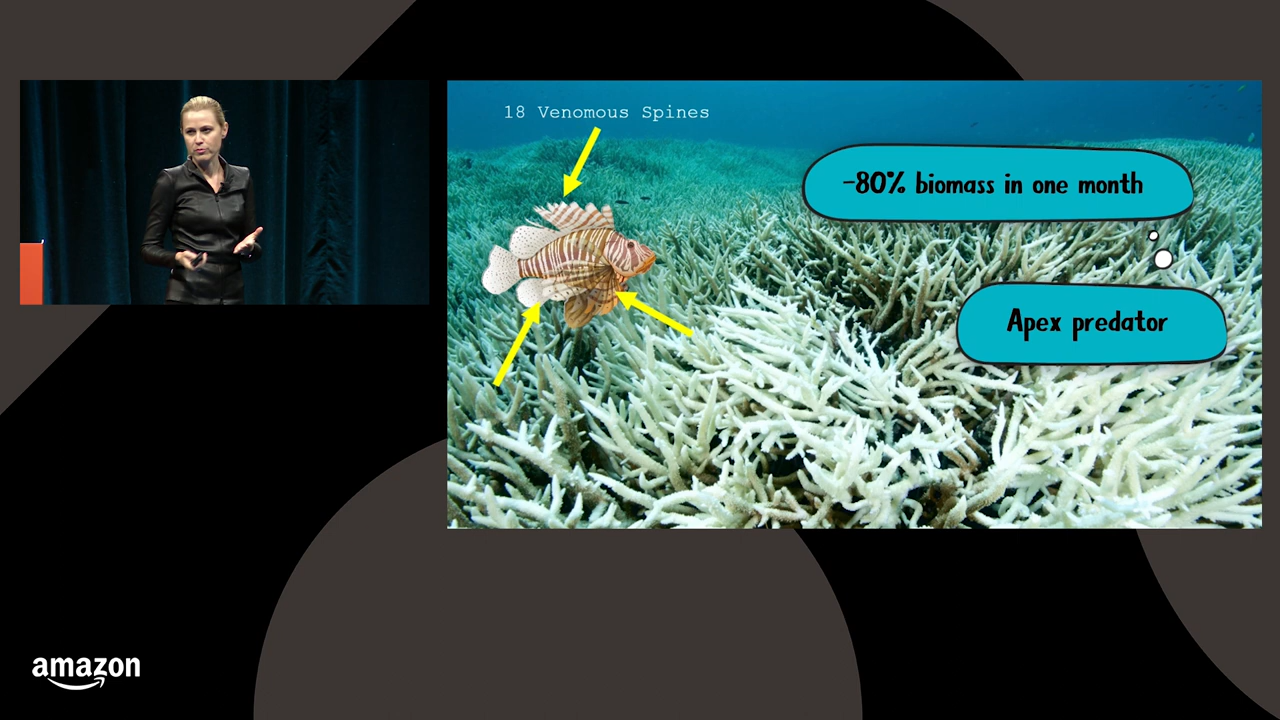 18 Venomous Spines
-80% biomass in one month
Apex predator
amazon